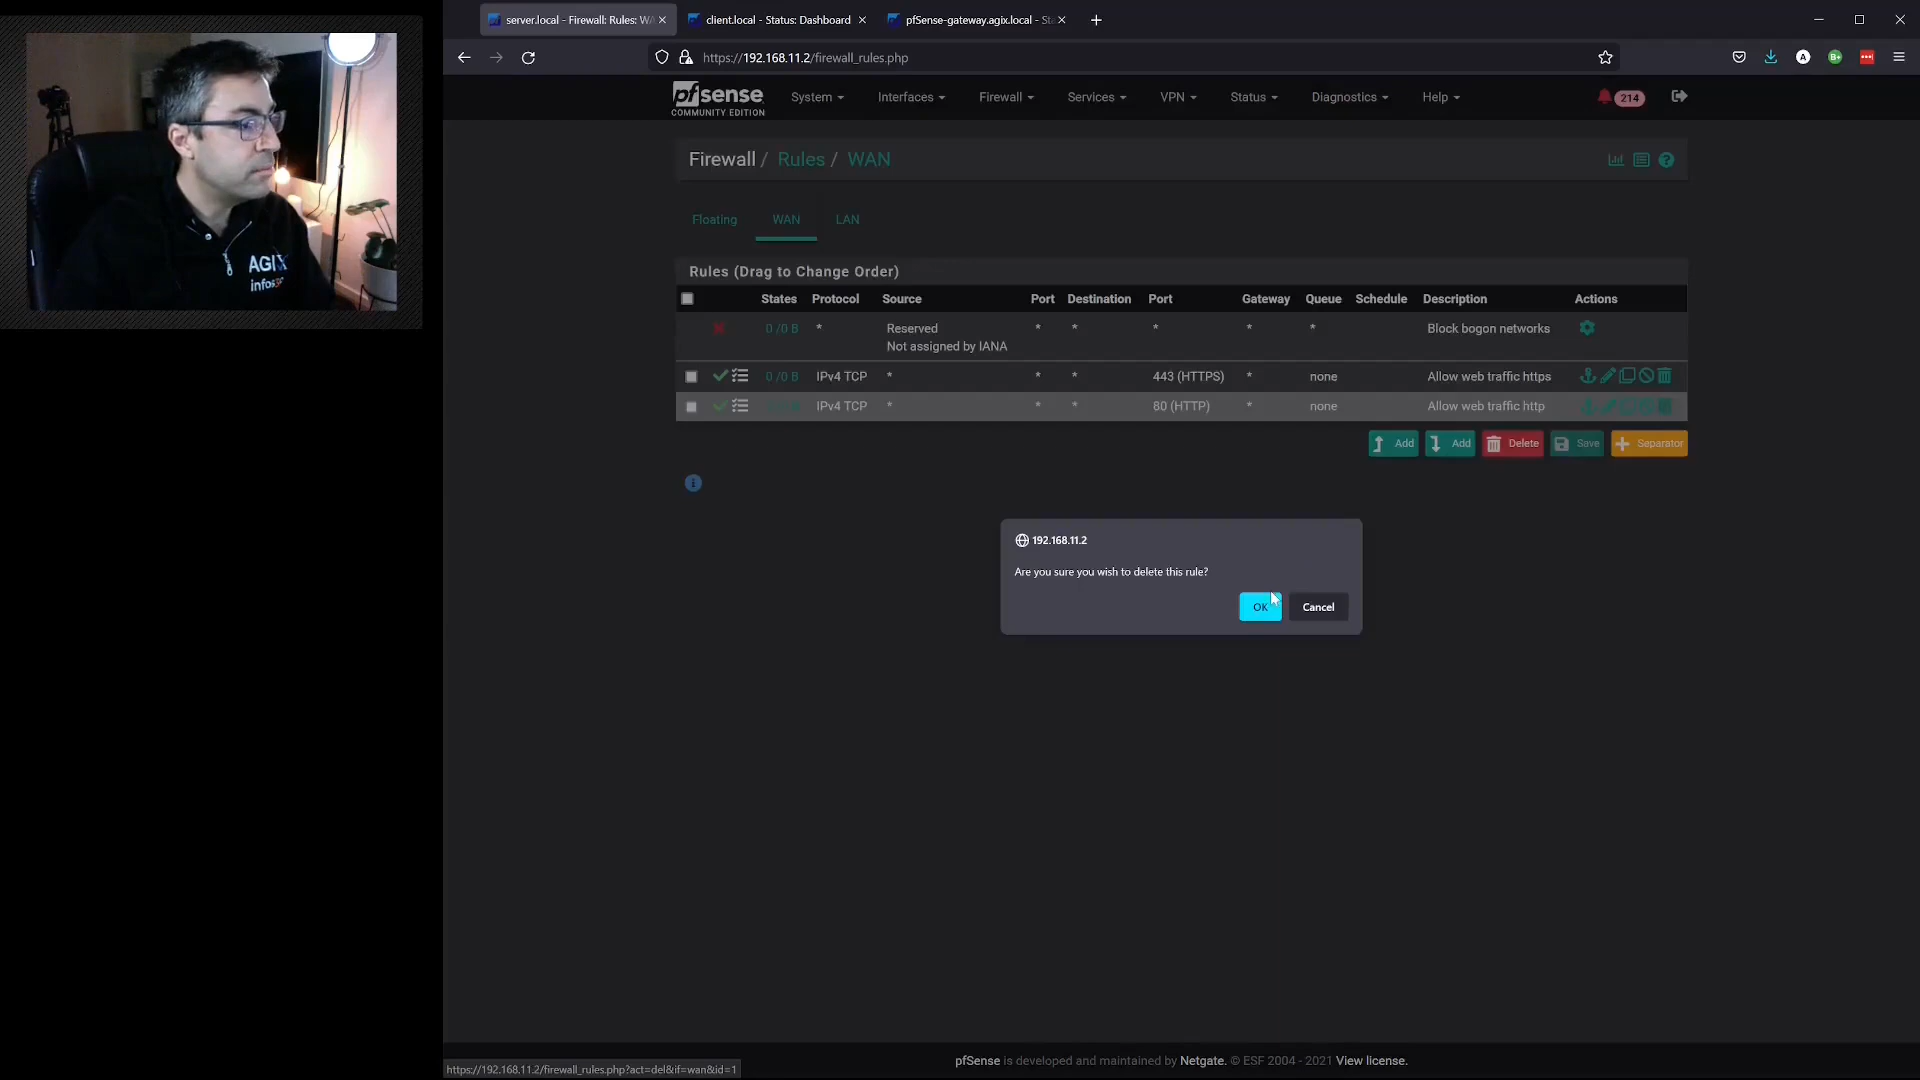 server.local - Firewall: Rules: WA
client.local - Status: Dashboard
pfSense-gateway.agix.local - Sta
https://192.168.11.2/firewall_rules.php
pfsense
COMMUNITY EDITION
System
Interfaces
Firewall
Services
VPN
Status
Diagnostics
Help
214
Firewall / Rules / WAN
Floating
WAN
LAN
Rules (Drag to Change Order)
States Protocol Source Port Destination Port Gateway Queue Schedule Description Actions
0 /0 B * Reserved * * * * * Block bogon networks
Not assigned by IANA
0 /0 B IPv4 TCP * * * 443 (HTTPS) * none Allow web traffic https
IPv4 TCP * * * 80 (HTTP) * none Allow web traffic http
Add Add Delete Save Separator
192.168.11.2
Are you sure you wish to delete this rule?
OK Cancel
AGIX
pfSense is developed and maintained by Netgate. © ESF 2004 - 2021 View license.
https://192.168.11.2/firewall_rules.php?act=del&if=wan&id=1